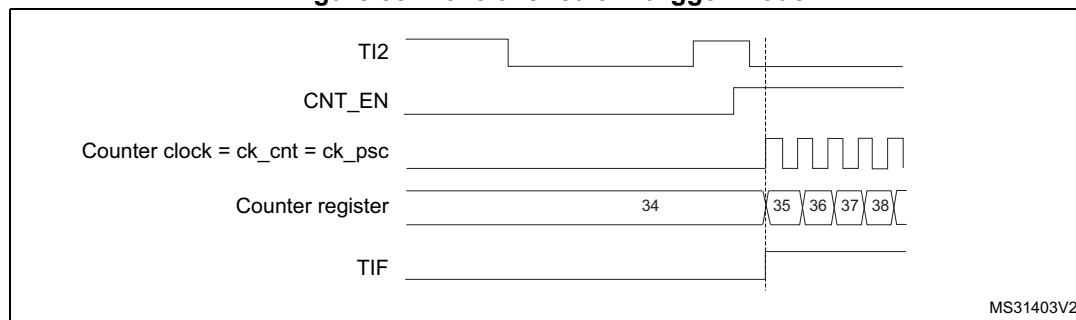 TI2
CNT_EN
Counter clock = ck_cnt = ck_psc
Counter register
34 35 36 37 38
TIF
MS31403V2